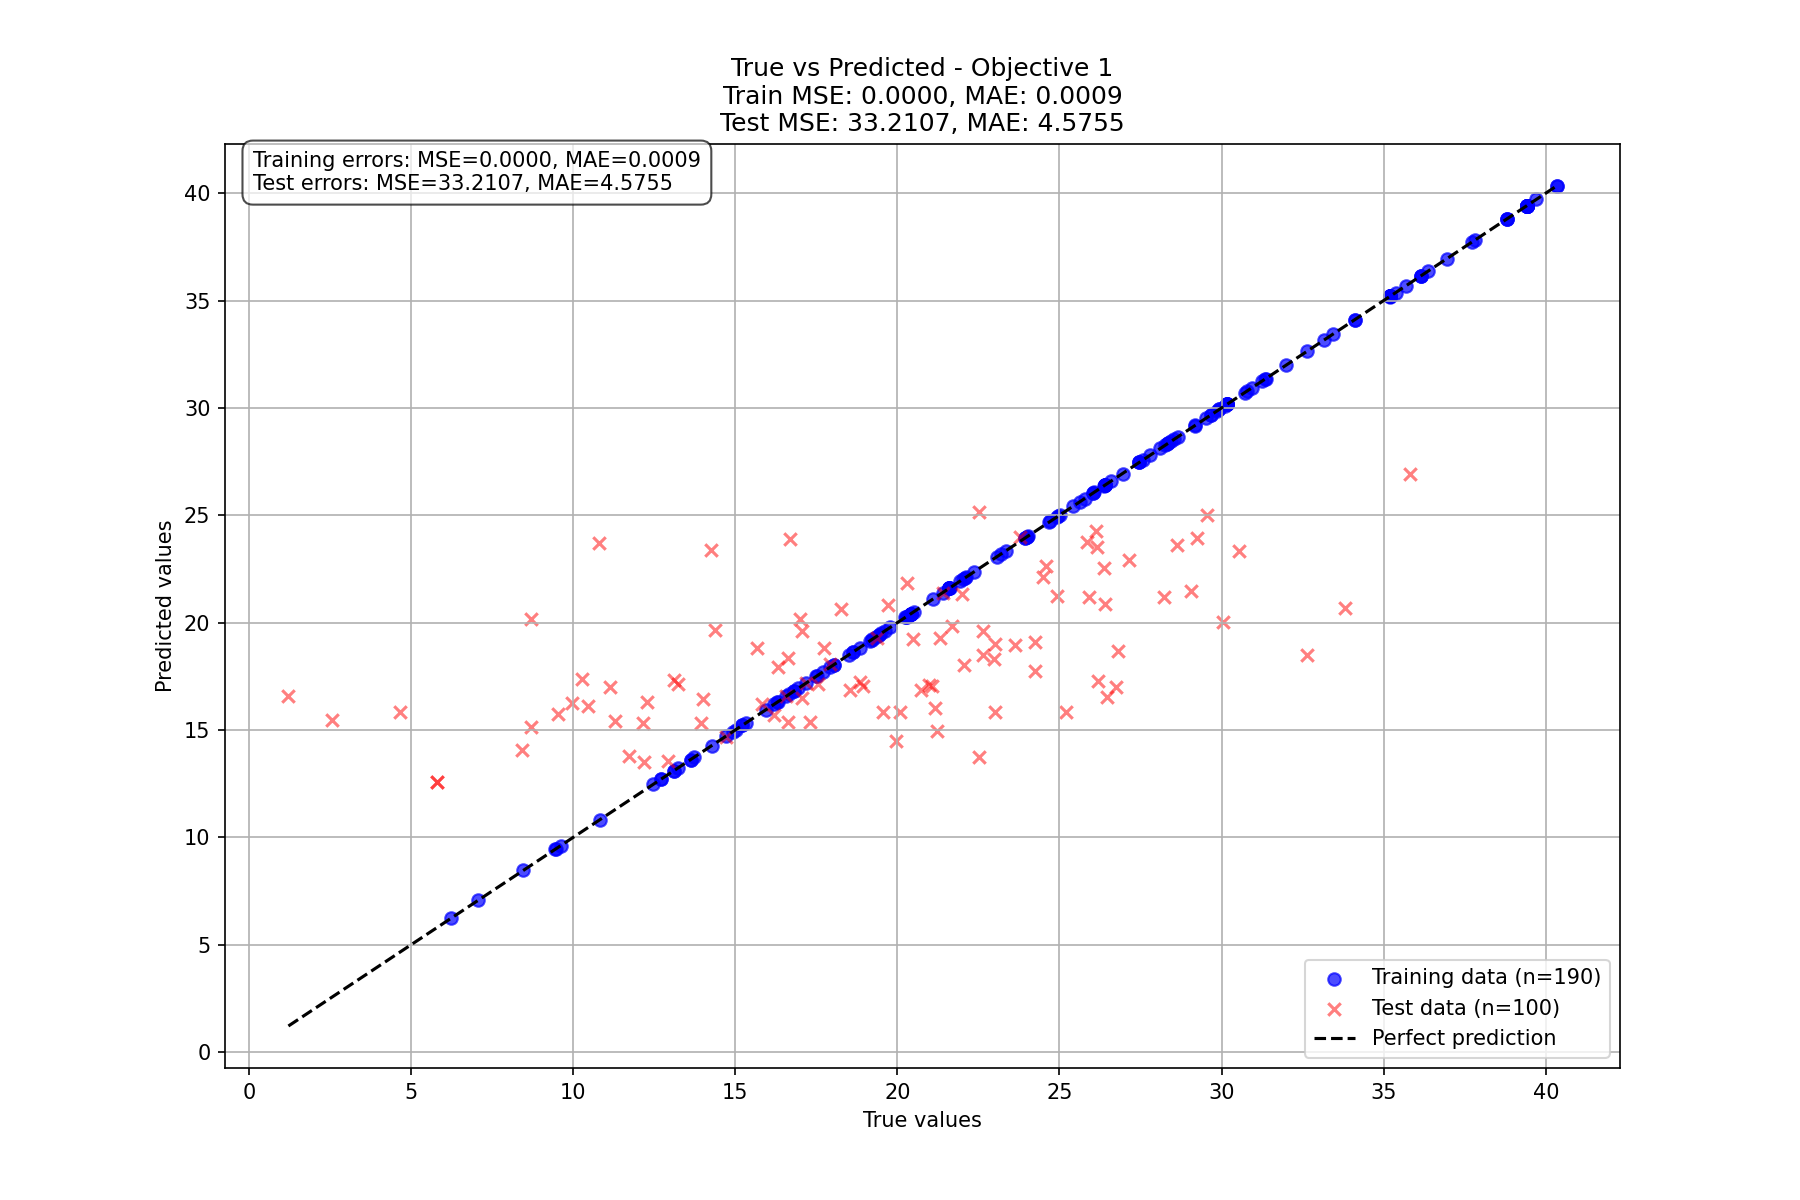 True vs Predicted - Objective 1
Train MSE: 0.0000, MAE: 0.0009
Test MSE: 33.2107, MAE: 4.5755
Training errors: MSE=0.0000, MAE=0.0009
Test errors: MSE=33.2107, MAE=4.5755
Predicted values
40
35
30
25
20
15
10
5
0
Training data (n=190)
Test data (n=100)
Perfect prediction
0 5 10 15 20 25 30 35 40
True values